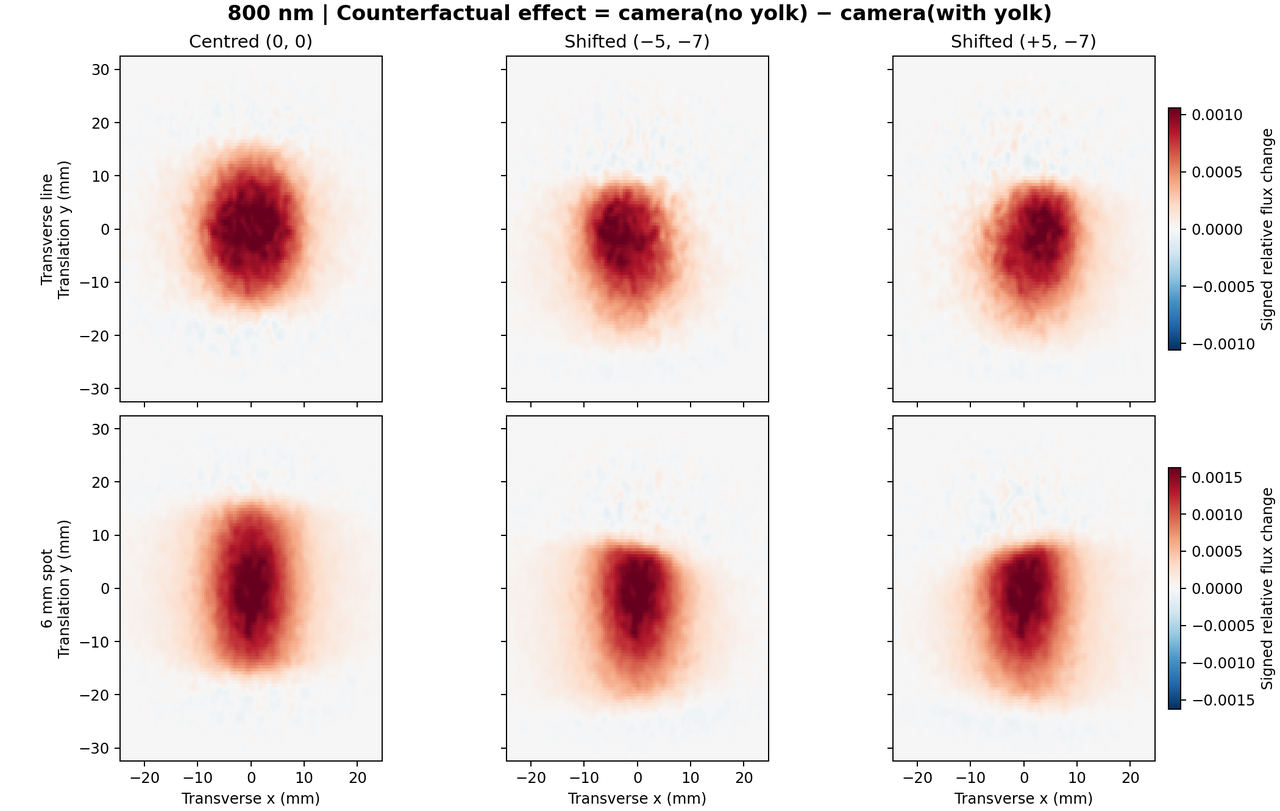 800 nm | Counterfactual effect = camera(no yolk) − camera(with yolk)
Centred (0, 0)
Shifted (−5, −7)
Shifted (+5, −7)
Transverse line
Translation y (mm)
30
20
10
0
−10
−20
−30
0.0010
0.0005
0.0000
−0.0005
−0.0010
Signed relative flux change
6 mm spot
Translation y (mm)
30
20
10
0
−10
−20
−30
0.0015
0.0010
0.0005
0.0000
−0.0005
−0.0010
−0.0015
Signed relative flux change
−20 −10 0 10 20
−20 −10 0 10 20
−20 −10 0 10 20
Transverse x (mm)
Transverse x (mm)
Transverse x (mm)